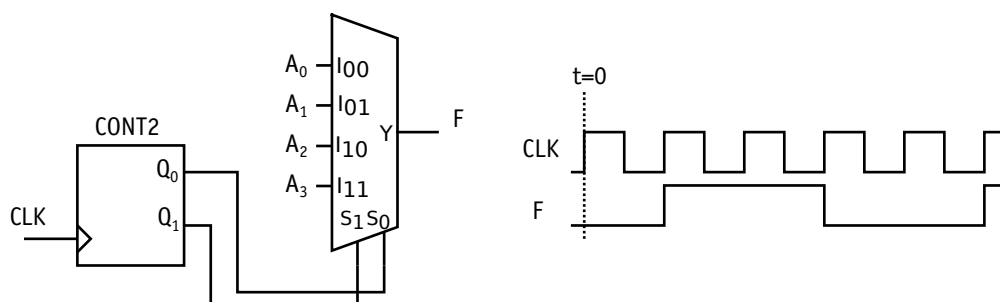 CONT2
Q₀
Q₁
CLK
A₀ I00
A₁ I01
A₂ I10
A₃ I11
Y
S₁S₀
F
t=0
CLK
F